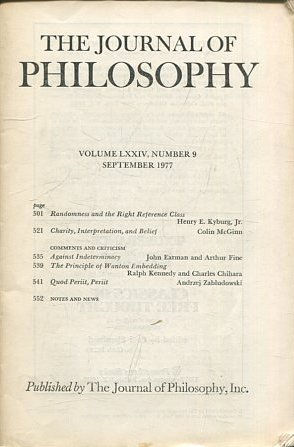 THE JOURNAL OF
PHILOSOPHY
VOLUME LXXIV, NUMBER 9
SEPTEMBER 1977
page
501 Randomness and the Right Reference Class
Henry E. Kyburg, Jr.
521 Charity, Interpretation, and Belief Colin McGinn
COMMENTS AND CRITICISM
535 Against Indeterminacy John Earman and Arthur Fine
539 The Principle of Wanton Embedding
Ralph Kennedy and Charles Chihara
541 Quod Periit, Periit Andrzej Zabludowski
552 NOTES AND NEWS
Published by The Journal of Philosophy, Inc.